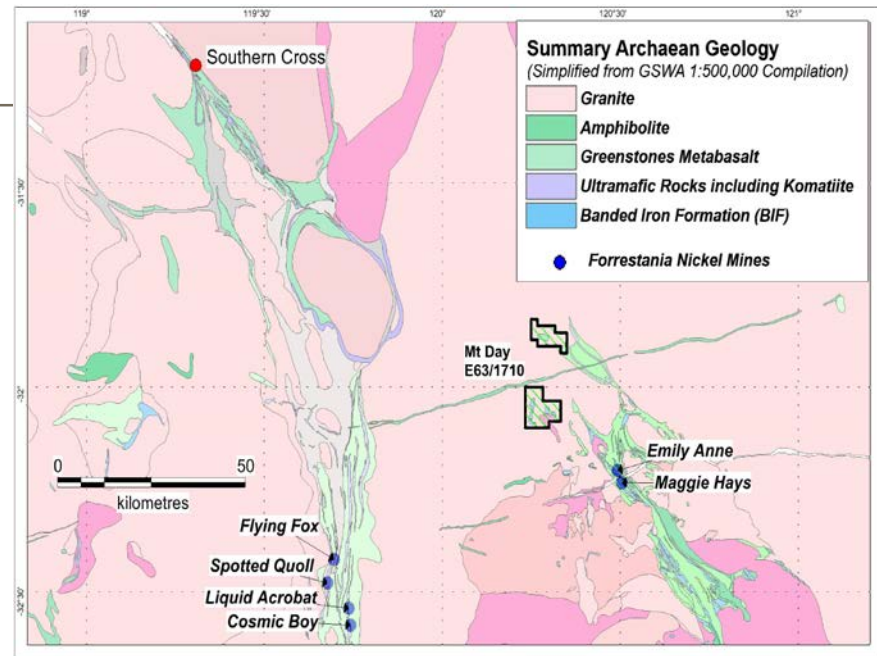 119°
119°30'
120°
120°30'
121°
Southern Cross
Summary Archaean Geology
(Simplified from GSWA 1:500,000 Compilation)
Granite
Amphibolite
Greenstones Metabasalt
Ultramafic Rocks including Komatiite
Banded Iron Formation (BIF)
Forrestania Nickel Mines
-31°30'
Mt Day
E63/1710
-32°
Emily Anne
Maggie Hays
0
50
kilometres
Flying Fox
Spotted Quoll
Liquid Acrobat
Cosmic Boy
-32°30'